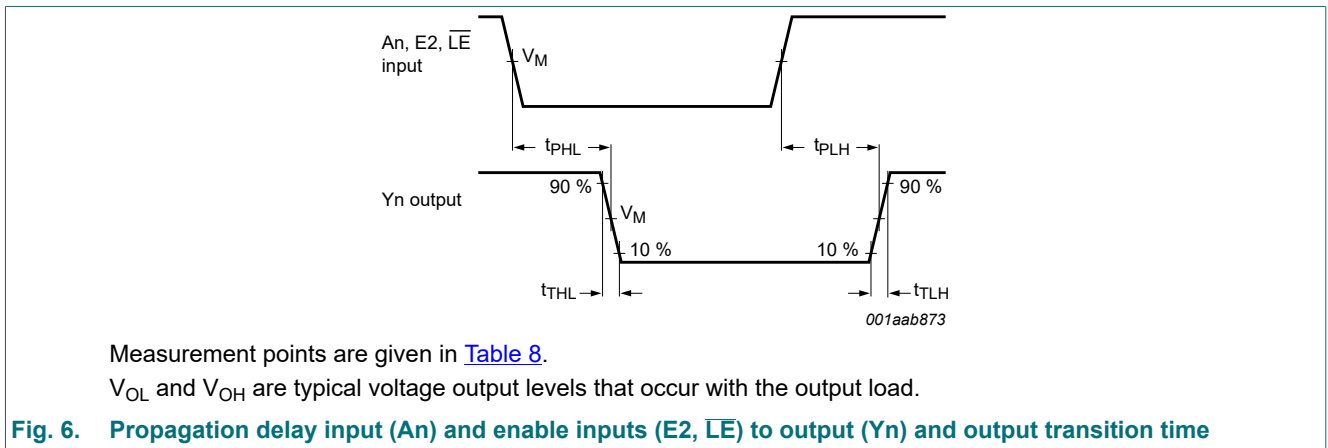 An, E2, L̅E̅
input
VM
tPHL
tPLH
Yn output
90 %
90 %
VM
10 %
10 %
tTHL
tTLH
001aab873
Measurement points are given in Table 8.
VOL and VOH are typical voltage output levels that occur with the output load.
Fig. 6. Propagation delay input (An) and enable inputs (E2, L̅E̅) to output (Yn) and output transition time